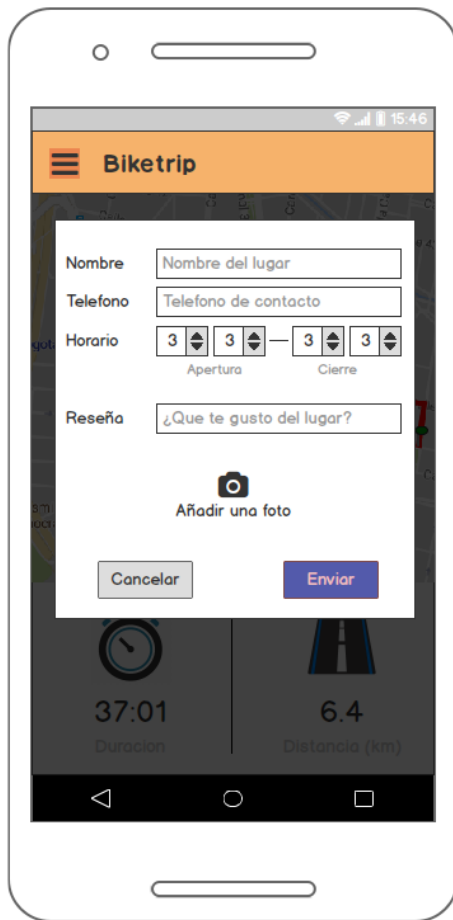 15:46
Biketrip
Nombre Nombre del lugar
Telefono Telefono de contacto
Horario 3 3 — 3 3
Apertura Cierre
Reseña ¿Que te gusto del lugar?
Añadir una foto
Cancelar Enviar
37:01 6.4
Duracion Distancia (km)